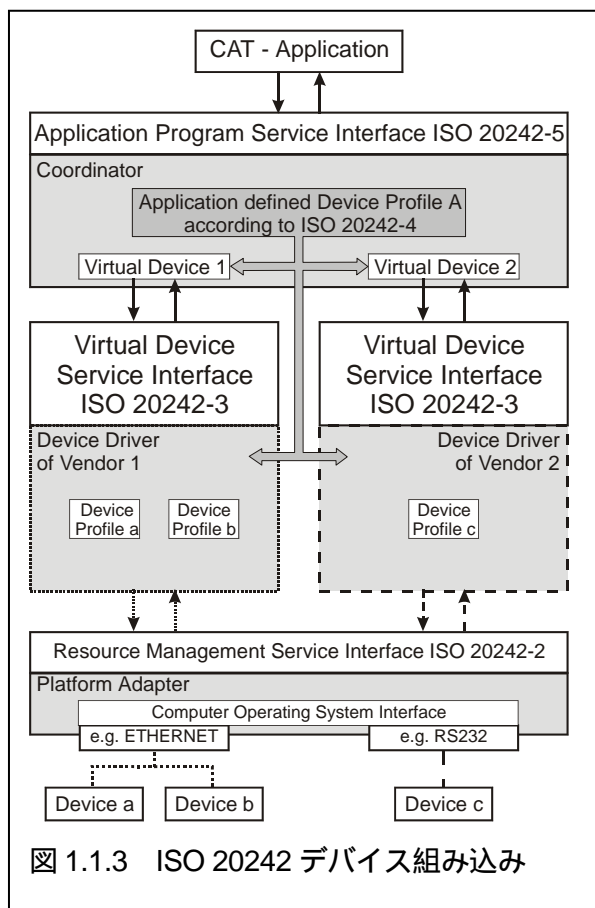 CAT - Application
Application Program Service Interface ISO 20242-5
Coordinator
Application defined Device Profile A
according to ISO 20242-4
Virtual Device 1
Virtual Device 2
Virtual Device
Service Interface
ISO 20242-3
Virtual Device
Service Interface
ISO 20242-3
Device Driver
of Vendor 1
Device Driver
of Vendor 2
Device
Profile a
Device
Profile b
Device
Profile c
Resource Management Service Interface ISO 20242-2
Platform Adapter
Computer Operating System Interface
e.g. ETHERNET
e.g. RS232
Device a
Device b
Device c
図 1.1.3 ISO 20242 デバイス組み込み